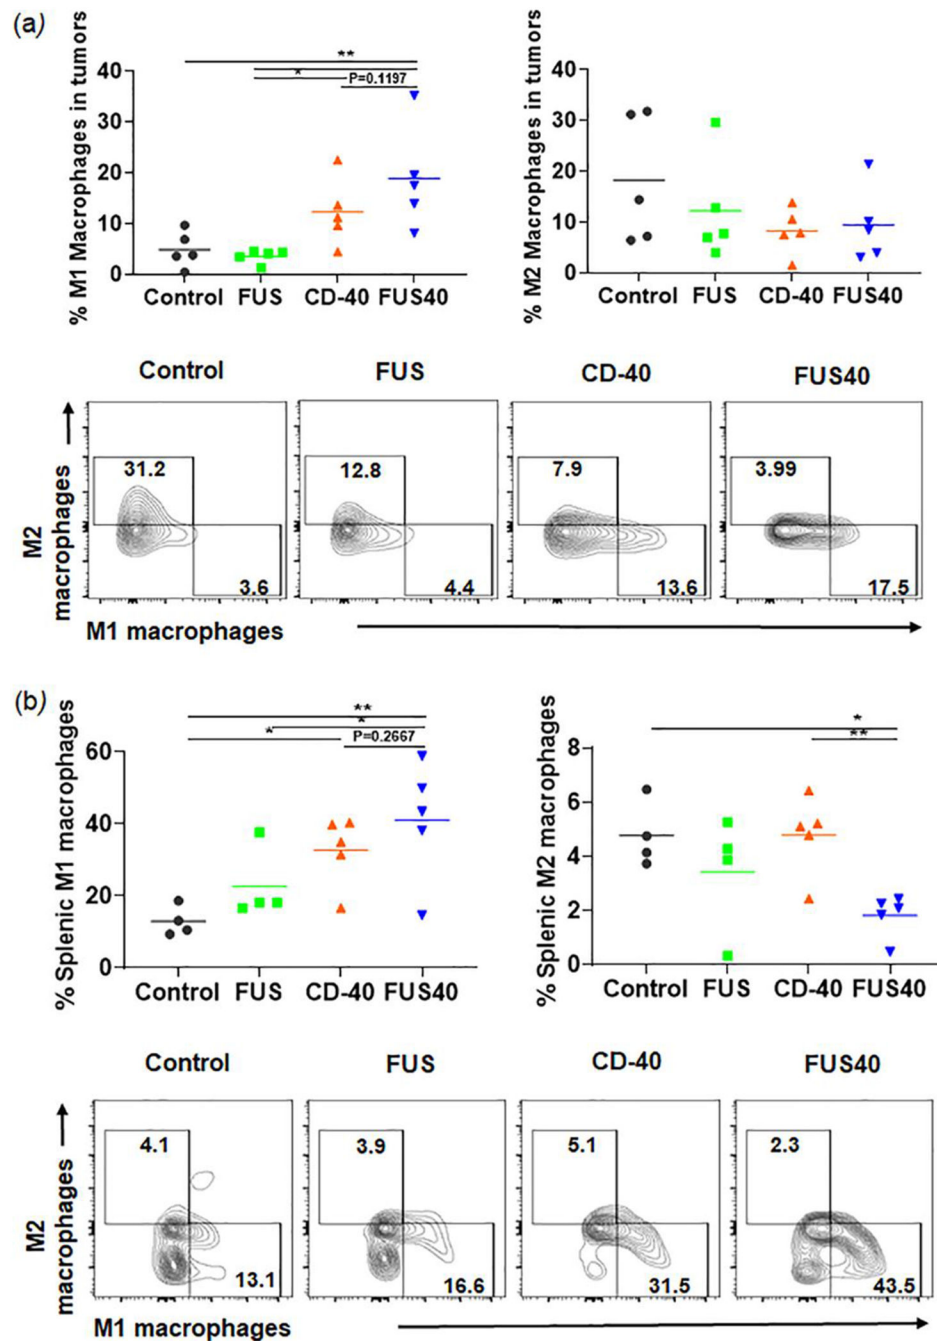 (a)
% M1 Macrophages in tumors
40
30
20
10
0
**
*
P=0.1197
Control FUS CD-40 FUS40
% M2 Macrophages in tumors
40
30
20
10
0
Control FUS CD-40 FUS40
Control FUS CD-40 FUS40
M2
macrophages
31.2
3.6
12.8
4.4
7.9
13.6
3.99
17.5
M1 macrophages
(b)
% Splenic M1 macrophages
60
40
20
0
**
*
*
P=0.2667
Control FUS CD-40 FUS40
% Splenic M2 macrophages
8
6
4
2
0
*
**
Control FUS CD-40 FUS40
Control FUS CD-40 FUS40
M2
macrophages
4.1
13.1
3.9
16.6
5.1
31.5
2.3
43.5
M1 macrophages